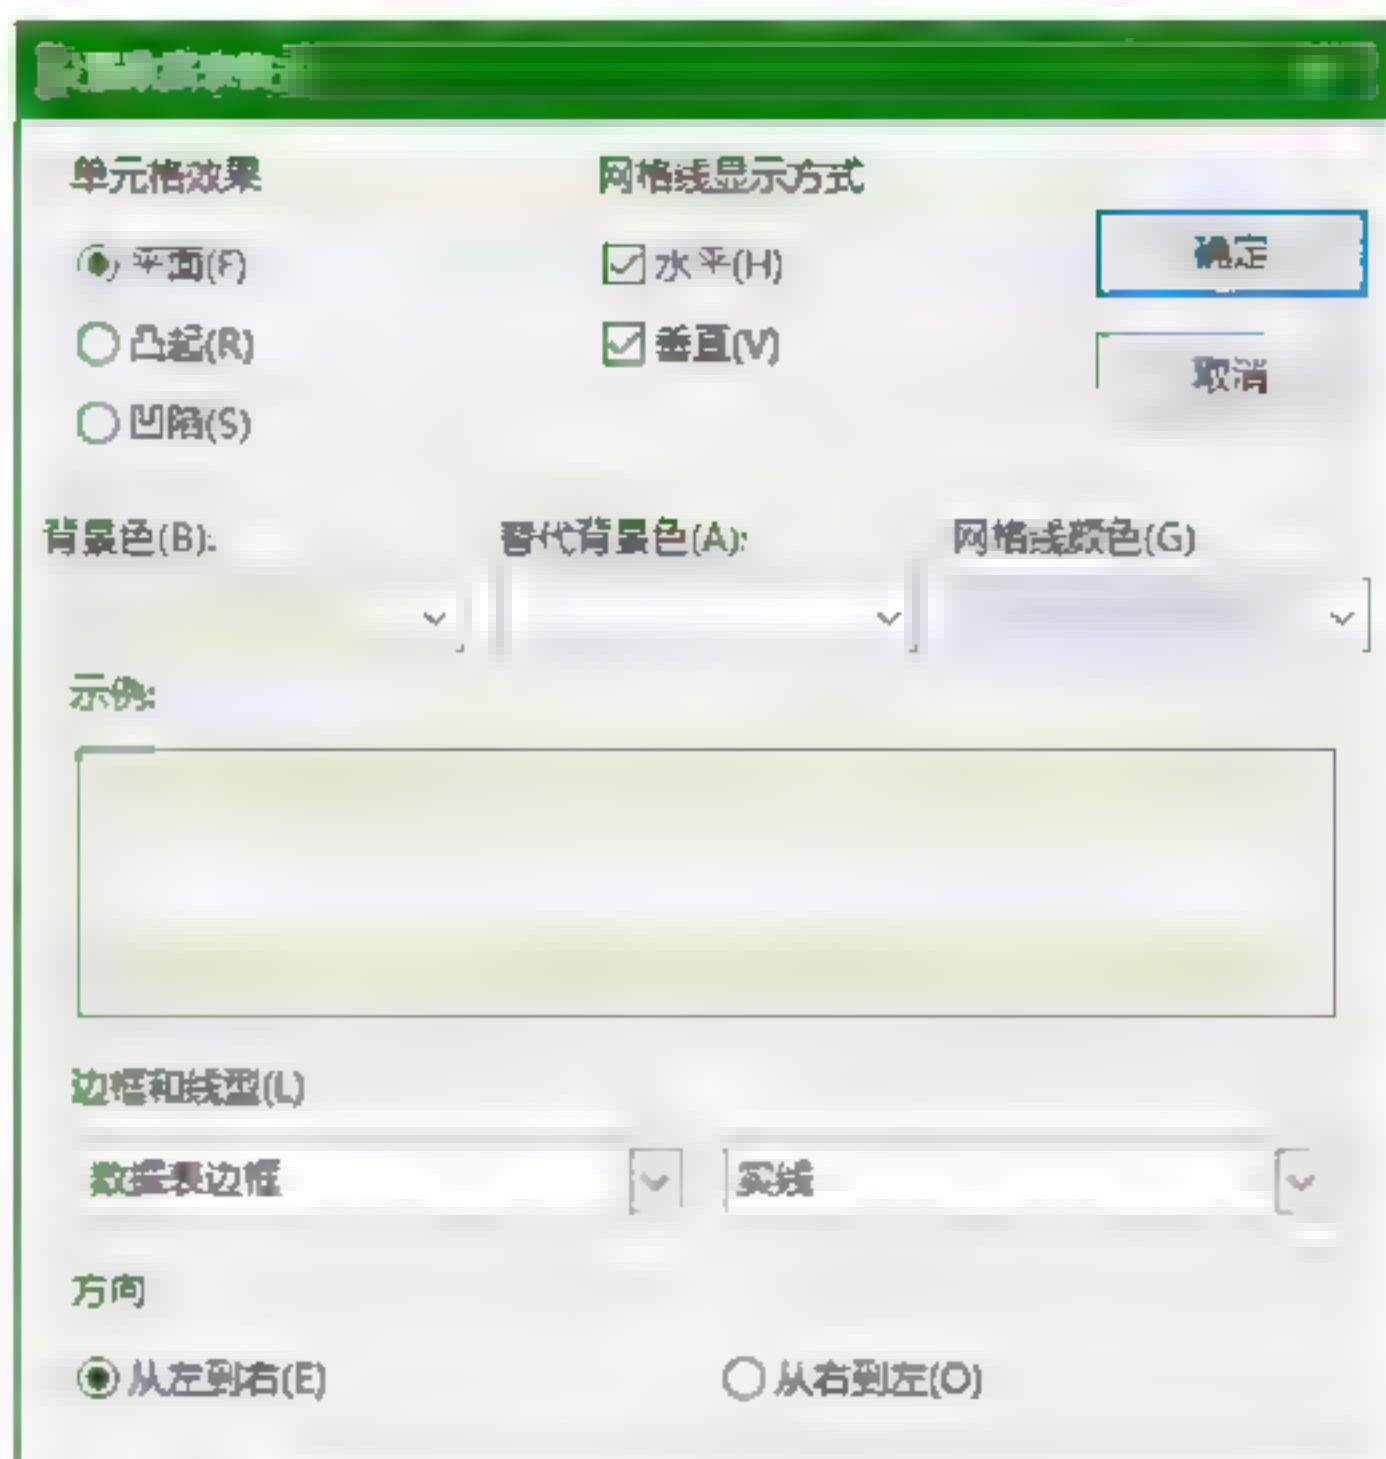 单元格效果
网格线显示方式
平面(F)
水平(H)
确定
凸起(R)
垂直(V)
取消
凹陷(S)
背景色(B):
替代背景色(A):
网格线颜色(G)
示例:
边框和线型(L)
数据表边框
实线
方向
从左到右(E)
从右到左(O)